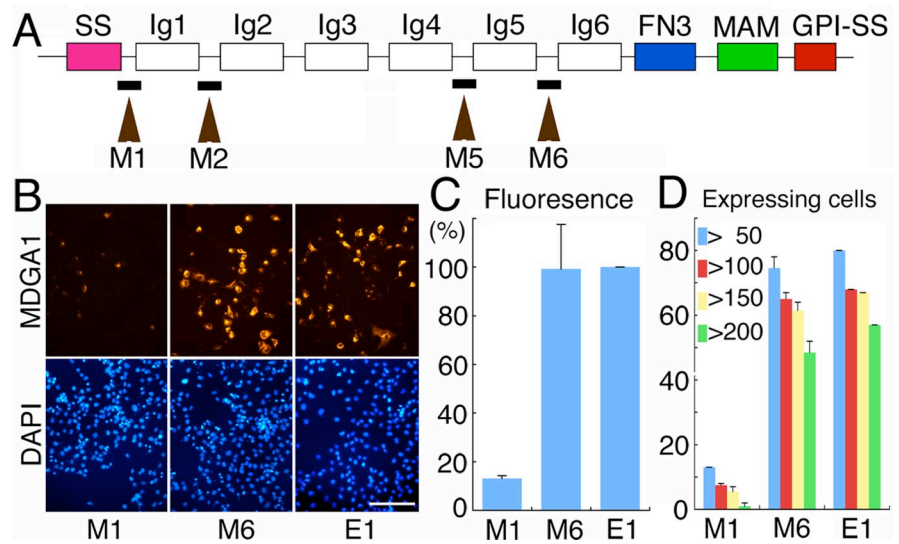 A
SS Ig1 Ig2 Ig3 Ig4 Ig5 Ig6 FN3 MAM GPI-SS
M1 M2 M5 M6
B
MDGA1
DAPI
M1 M6 E1
C Fluoresence
(%)
100
80
60
40
20
0
M1 M6 E1
D Expressing cells
> 50
>100
>150
>200
80
60
40
20
0
M1 M6 E1